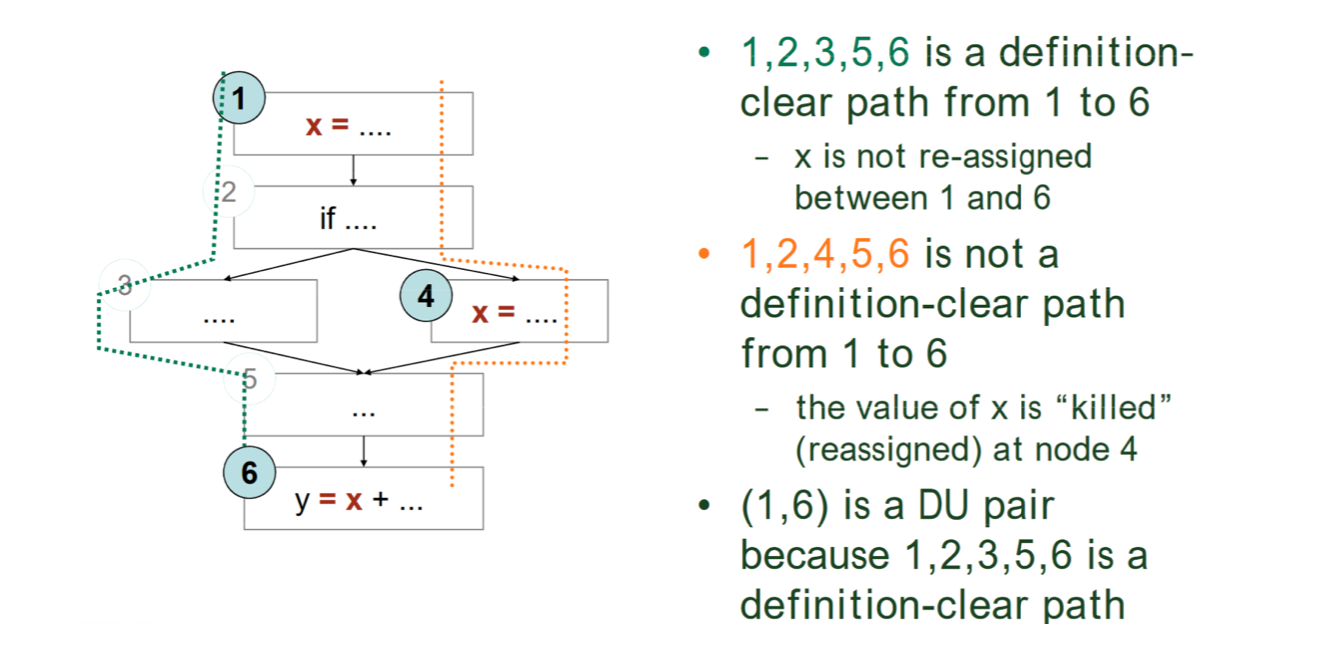 1
x = ....
2
if ....
3
....
4
x = ....
5
...
6
y = x + ...
• 1,2,3,5,6 is a definition-
clear path from 1 to 6
– x is not re-assigned
between 1 and 6
• 1,2,4,5,6 is not a
definition-clear path
from 1 to 6
– the value of x is “killed”
(reassigned) at node 4
• (1,6) is a DU pair
because 1,2,3,5,6 is a
definition-clear path